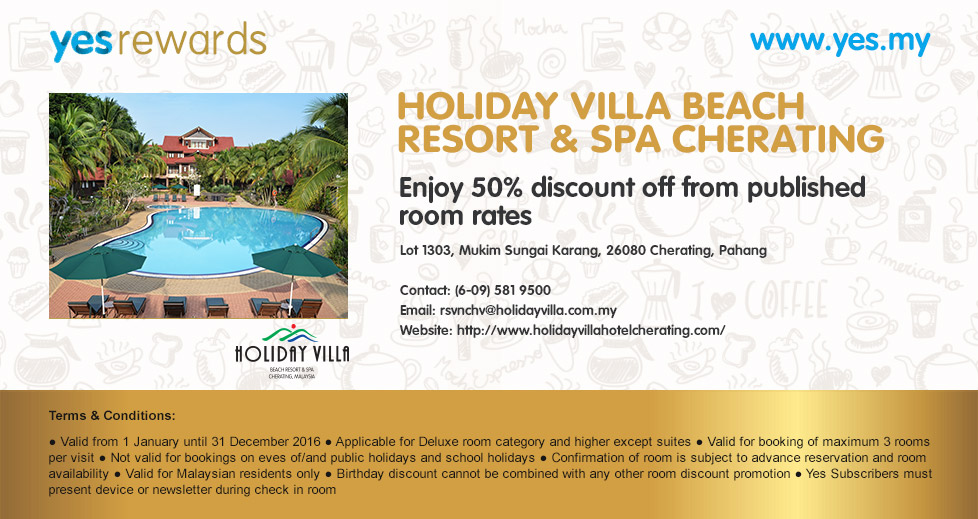 yes rewards
www.yes.my
HOLIDAY VILLA BEACH
RESORT & SPA CHERATING
Enjoy 50% discount off from published
room rates
Lot 1303, Mukim Sungai Karang, 26080 Cherating, Pahang
Contact: (6-09) 581 9500
Email: rsvnchv@holidayvilla.com.my
Website: http://www.holidayvillahotelcherating.com/
HOLIDAY VILLA
BEACH RESORT & SPA
CHERATING, MALAYSIA
Mocha
Espresso
Americano
I COFFEE
Terms & Conditions:
● Valid from 1 January until 31 December 2016 ● Applicable for Deluxe room category and higher except suites ● Valid for booking of maximum 3 rooms
per visit ● Not valid for bookings on eves of/and public holidays and school holidays ● Confirmation of room is subject to advance reservation and room
availability ● Valid for Malaysian residents only ● Birthday discount cannot be combined with any other room discount promotion ● Yes Subscribers must
present device or newsletter during check in room